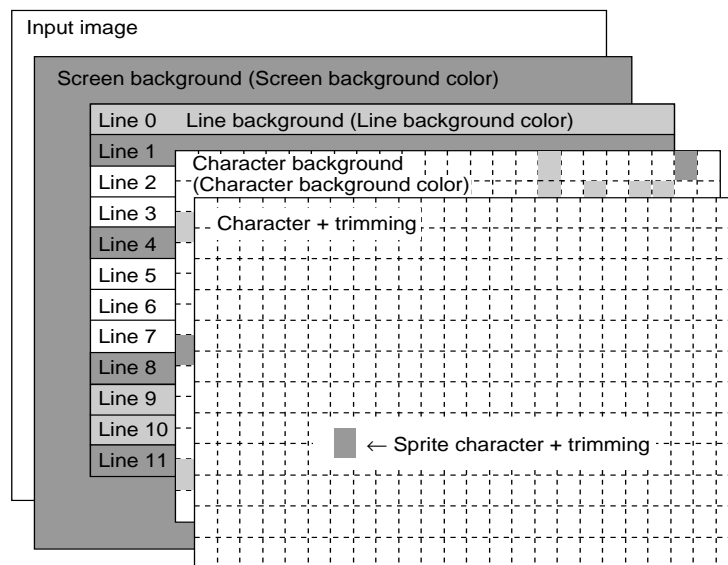 Input image
Screen background (Screen background color)
Line 0 Line background (Line background color)
Line 1
Character background
(Character background color)
Line 2
Line 3
Character + trimming
Line 4
Line 5
Line 6
Line 7
Line 8
Line 9
Line 10
← Sprite character + trimming
Line 11